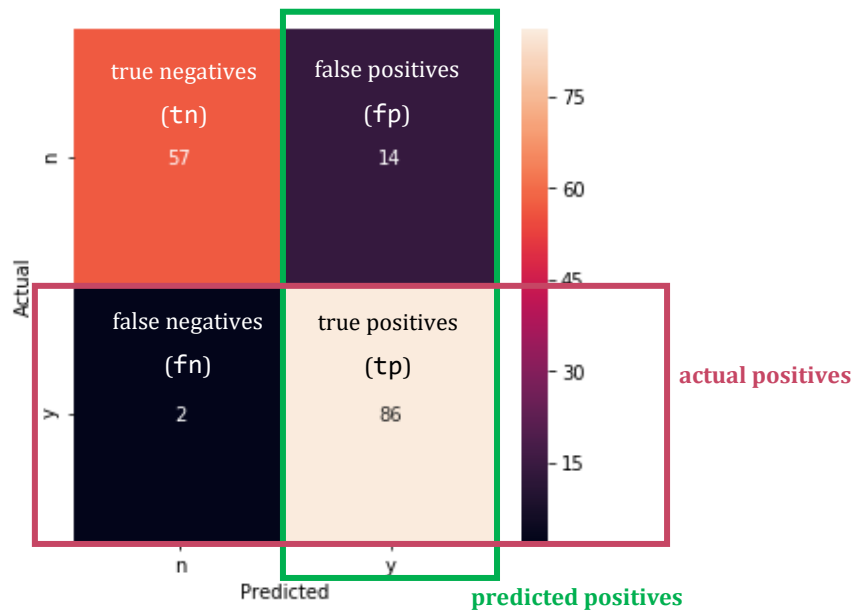 true negatives
(tn)
57
false positives
(fp)
14
n
Actual
false negatives
(fn)
2
true positives
(tp)
86
y
n
y
Predicted
75
60
45
30
15
actual positives
predicted positives